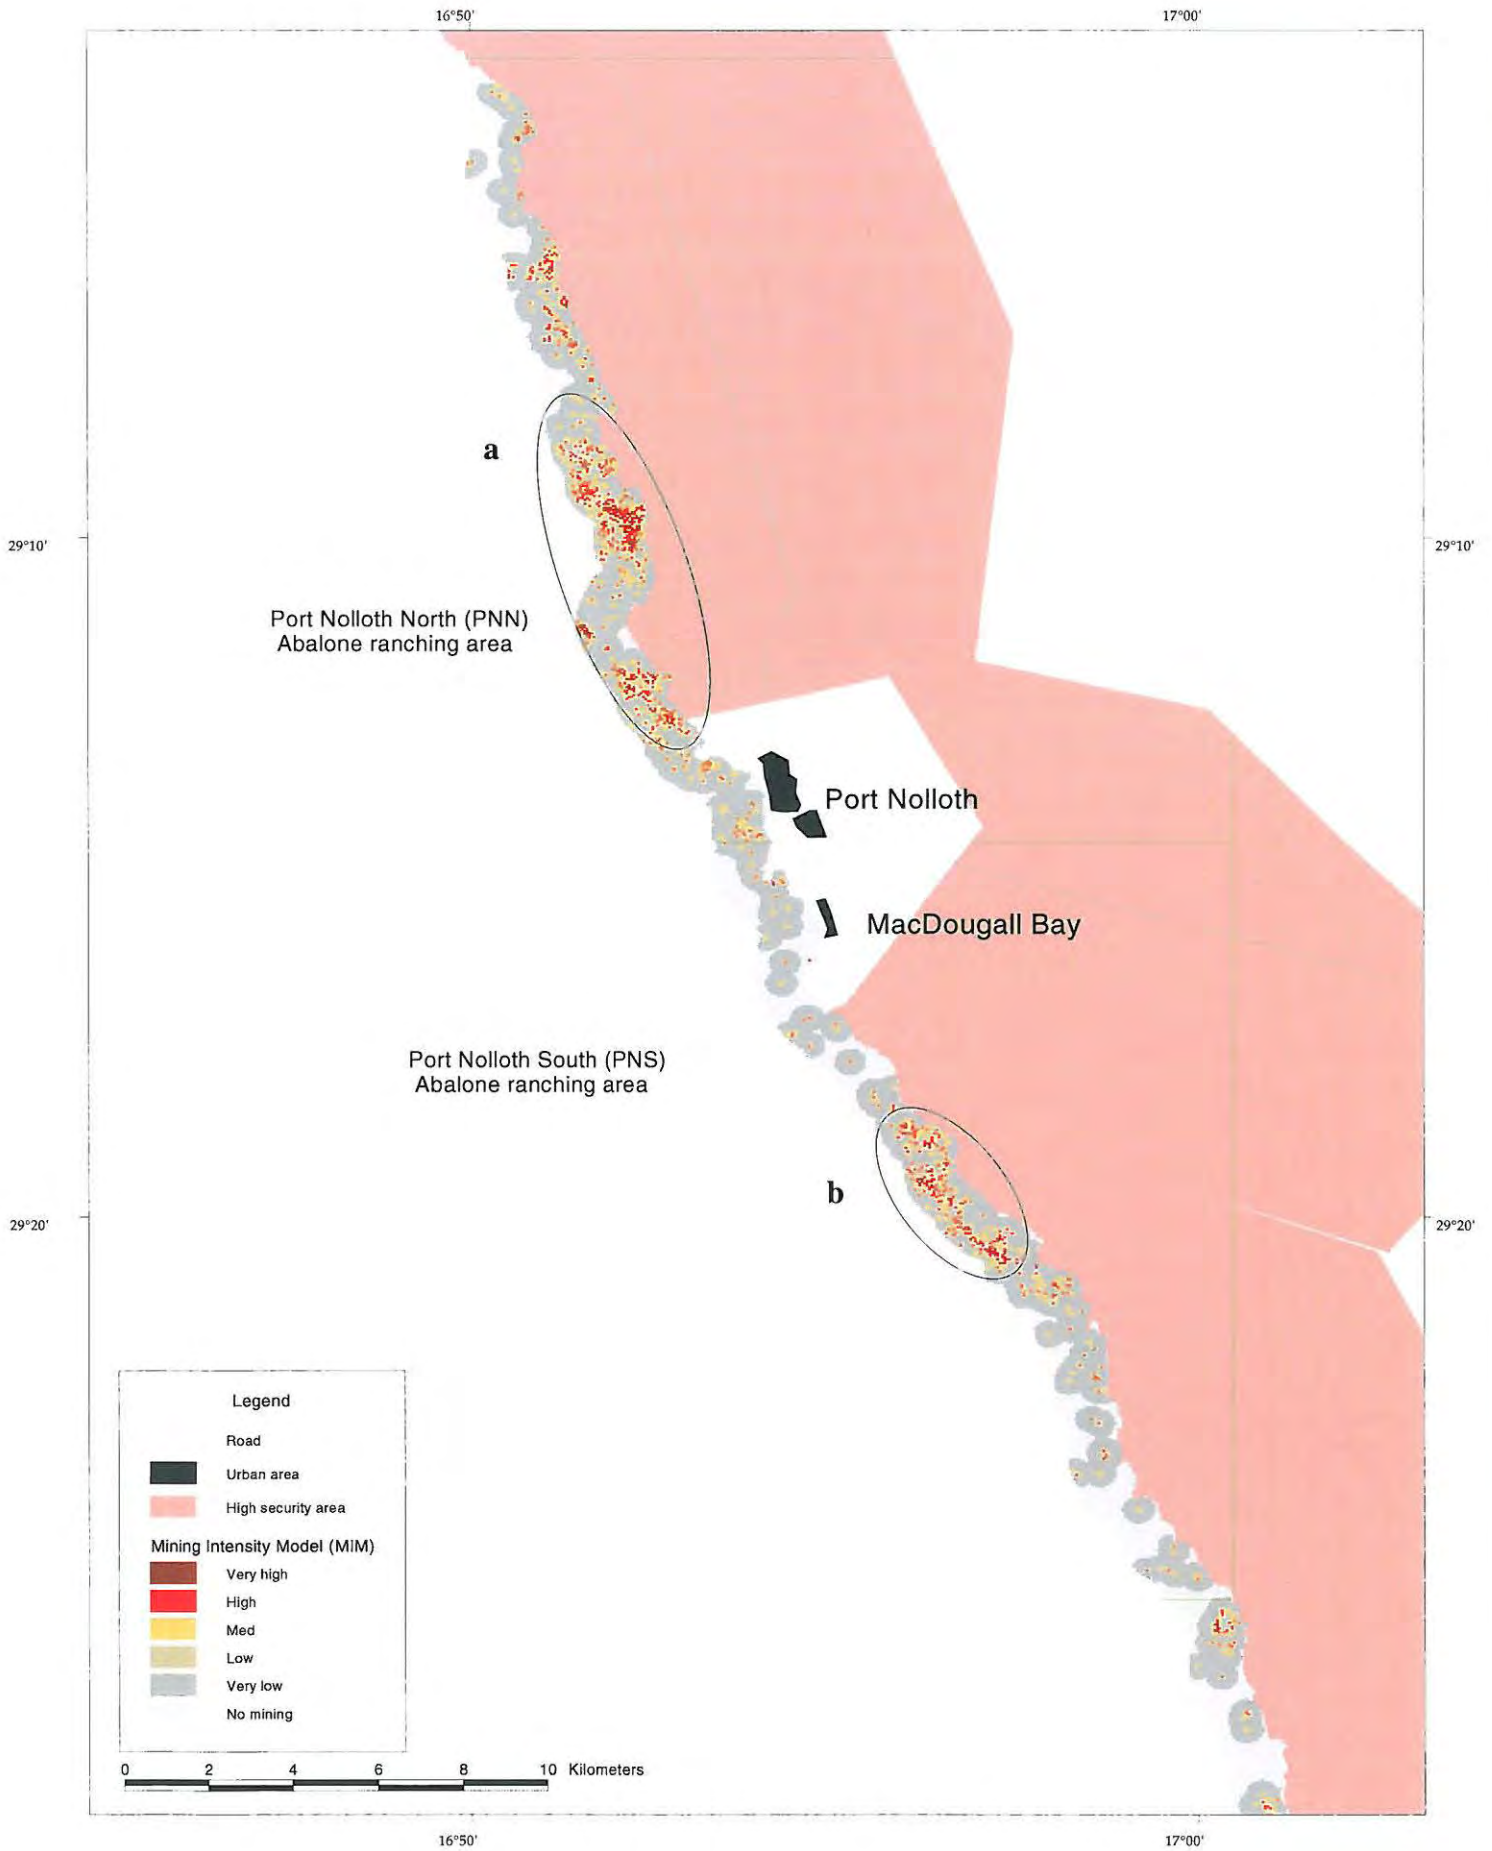 16°50'
17°00'
a
29°10'
29°10'
Port Nolloth North (PNN)
Abalone ranching area
Port Nolloth
MacDougall Bay
Port Nolloth South (PNS)
Abalone ranching area
b
29°20'
29°20'
Legend
Road
Urban area
High security area
Mining Intensity Model (MIM)
Very high
High
Med
Low
Very low
No mining
0 2 4 6 8 10 Kilometers
16°50'
17°00'